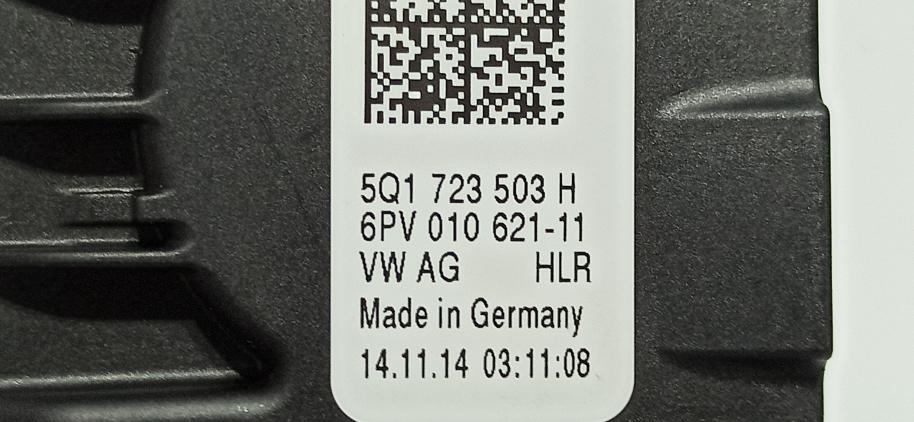 5Q1 723 503 H
6PV 010 621-11
VW AG HLR
Made in Germany
14.11.14 03:11:08